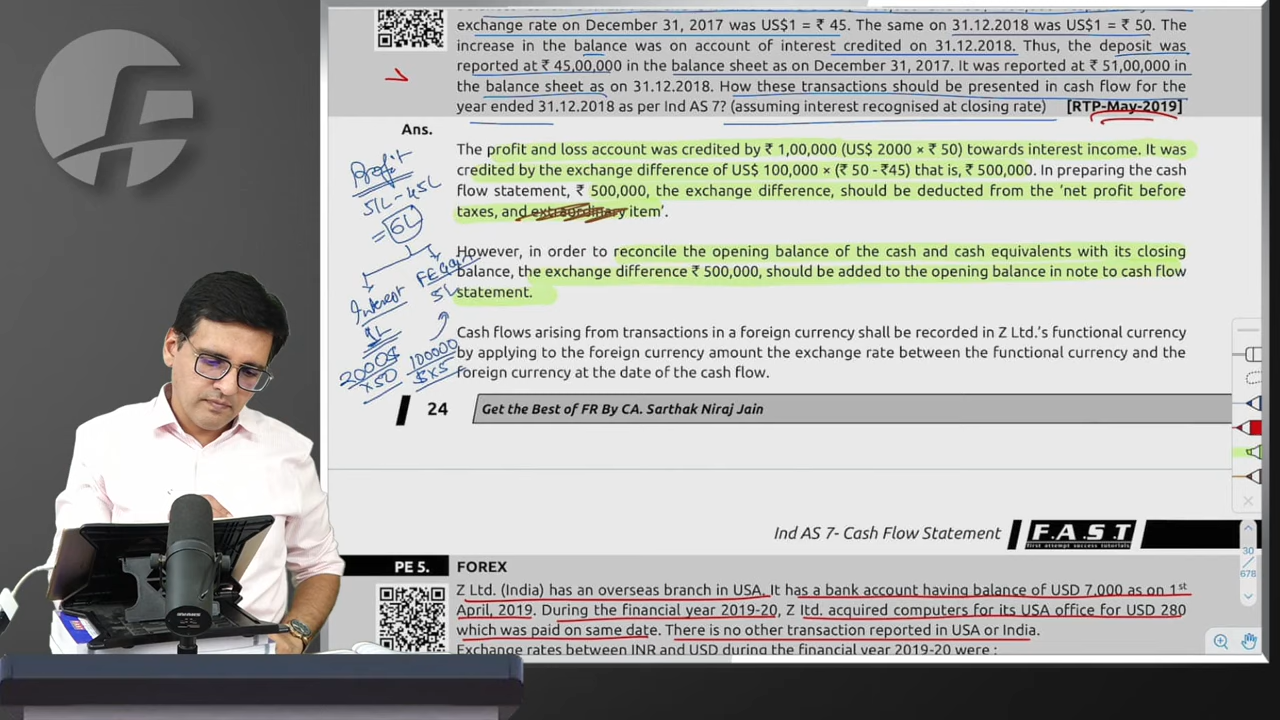 exchange rate on December 31, 2017 was US$1 = ₹ 45. The same on 31.12.2018 was US$1 = ₹ 50. The
increase in the balance was on account of interest credited on 31.12.2018. Thus, the deposit was
reported at ₹ 45,00,000 in the balance sheet as on December 31, 2017. It was reported at ₹ 51,00,000 in
the balance sheet as on 31.12.2018. How these transactions should be presented in cash flow for the
year ended 31.12.2018 as per Ind AS 7? (assuming interest recognised at closing rate) [RTP-May-2019]
Ans.
The profit and loss account was credited by ₹ 1,00,000 (US$ 2000 × ₹ 50) towards interest income. It was
credited by the exchange difference of US$ 100,000 × (₹ 50 - ₹45) that is, ₹ 500,000. In preparing the
cash flow statement, ₹ 500,000, the exchange difference, should be deducted from the 'net profit before
taxes, and extraordinary item'.
However, in order to reconcile the opening balance of the cash and cash equivalents with its closing
balance, the exchange difference ₹ 500,000, should be added to the opening balance in note to cash flow
statement.
Cash flows arising from transactions in a foreign currency shall be recorded in Z Ltd.'s functional currency
by applying to the foreign currency amount the exchange rate between the functional currency and the
foreign currency at the date of the cash flow.
Profit
51L - 45L
= 6L
Interest
1L
2000$
×50
FE Gain
5L
100000
$×5
24 Get the Best of FR By CA. Sarthak Niraj Jain
Ind AS 7- Cash Flow Statement F.A.S.T
first attempt success tutorials
PE 5. FOREX
Z Ltd. (India) has an overseas branch in USA. It has a bank account having balance of USD 7,000 as on 1st
April, 2019. During the financial year 2019-20, Z ltd. acquired computers for its USA office for USD 280
which was paid on same date. There is no other transaction reported in USA or India.
Exchange rates between INR and USD during the financial year 2019-20 were :
30
678